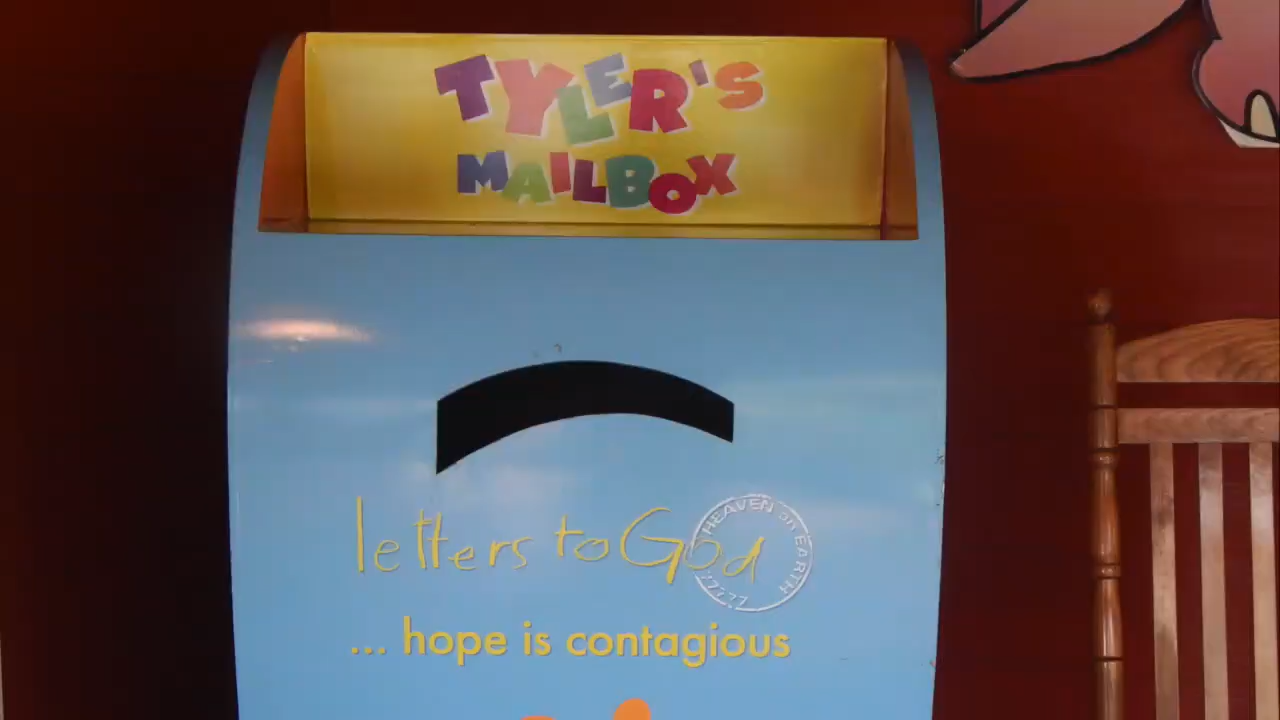 TYLER'S
MAILBOX
letters to God
HEAVEN on EARTH
... hope is contagious